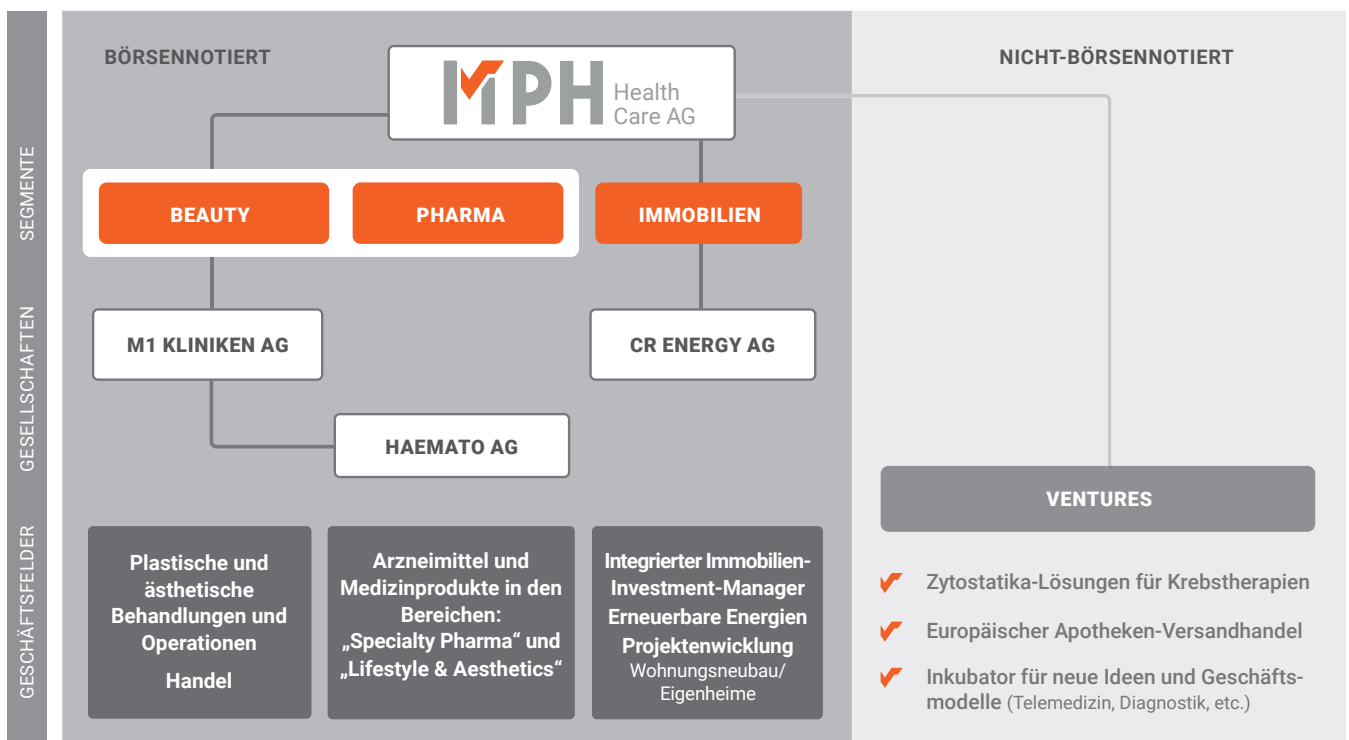 BÖRSENNOTIERT
NICHT-BÖRSENNOTIERT
MPH
Health
Care AG
SEGMENTE
BEAUTY
PHARMA
IMMOBILIEN
GESELLSCHAFTEN
M1 KLINIKEN AG
CR ENERGY AG
HAEMATO AG
VENTURES
GESCHÄFTSFELDER
Plastische und
ästhetische
Behandlungen und
Operationen
Handel
Arzneimittel und
Medizinprodukte in den
Bereichen:
„Specialty Pharma“ und
„Lifestyle & Aesthetics“
Integrierter Immobilien-
Investment-Manager
Erneuerbare Energien
Projektenwicklung
Wohnungsneubau/
Eigenheime
Zytostatika-Lösungen für Krebstherapien
Europäischer Apotheken-Versandhandel
Inkubator für neue Ideen und Geschäfts-
modelle (Telemedizin, Diagnostik, etc.)